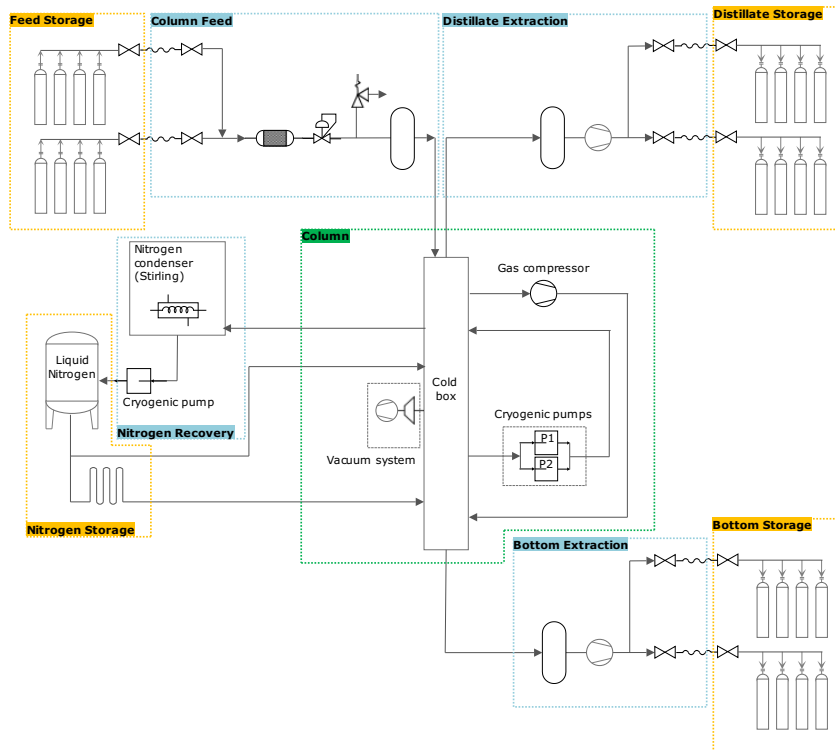 Feed Storage
Column Feed
Distillate Extraction
Distillate Storage
Column
Nitrogen
condenser
(Stirling)
Gas compressor
Liquid
Nitrogen
Cold
box
Cryogenic pump
Cryogenic pumps
P1
P2
Nitrogen Recovery
Vacuum system
Nitrogen Storage
Bottom Extraction
Bottom Storage